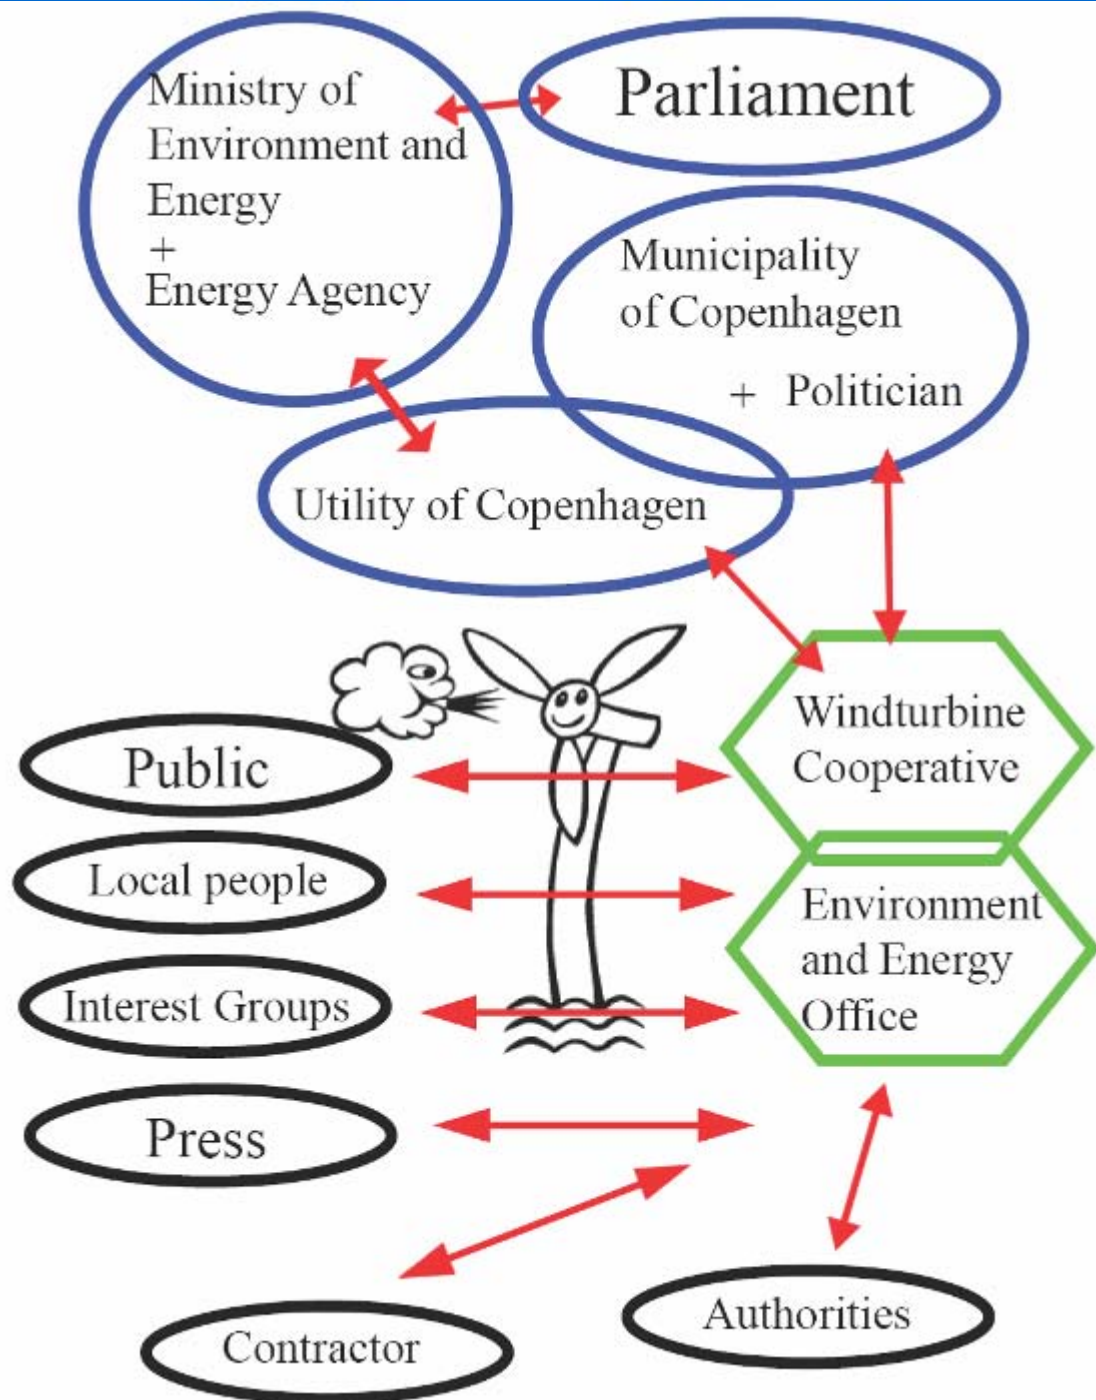 Ministry of
Environment and
Energy
+
Energy Agency
Parliament
Municipality
of Copenhagen
+ Politician
Utility of Copenhagen
Windturbine
Cooperative
Public
Local people
Environment
and Energy
Office
Interest Groups
Press
Contractor
Authorities